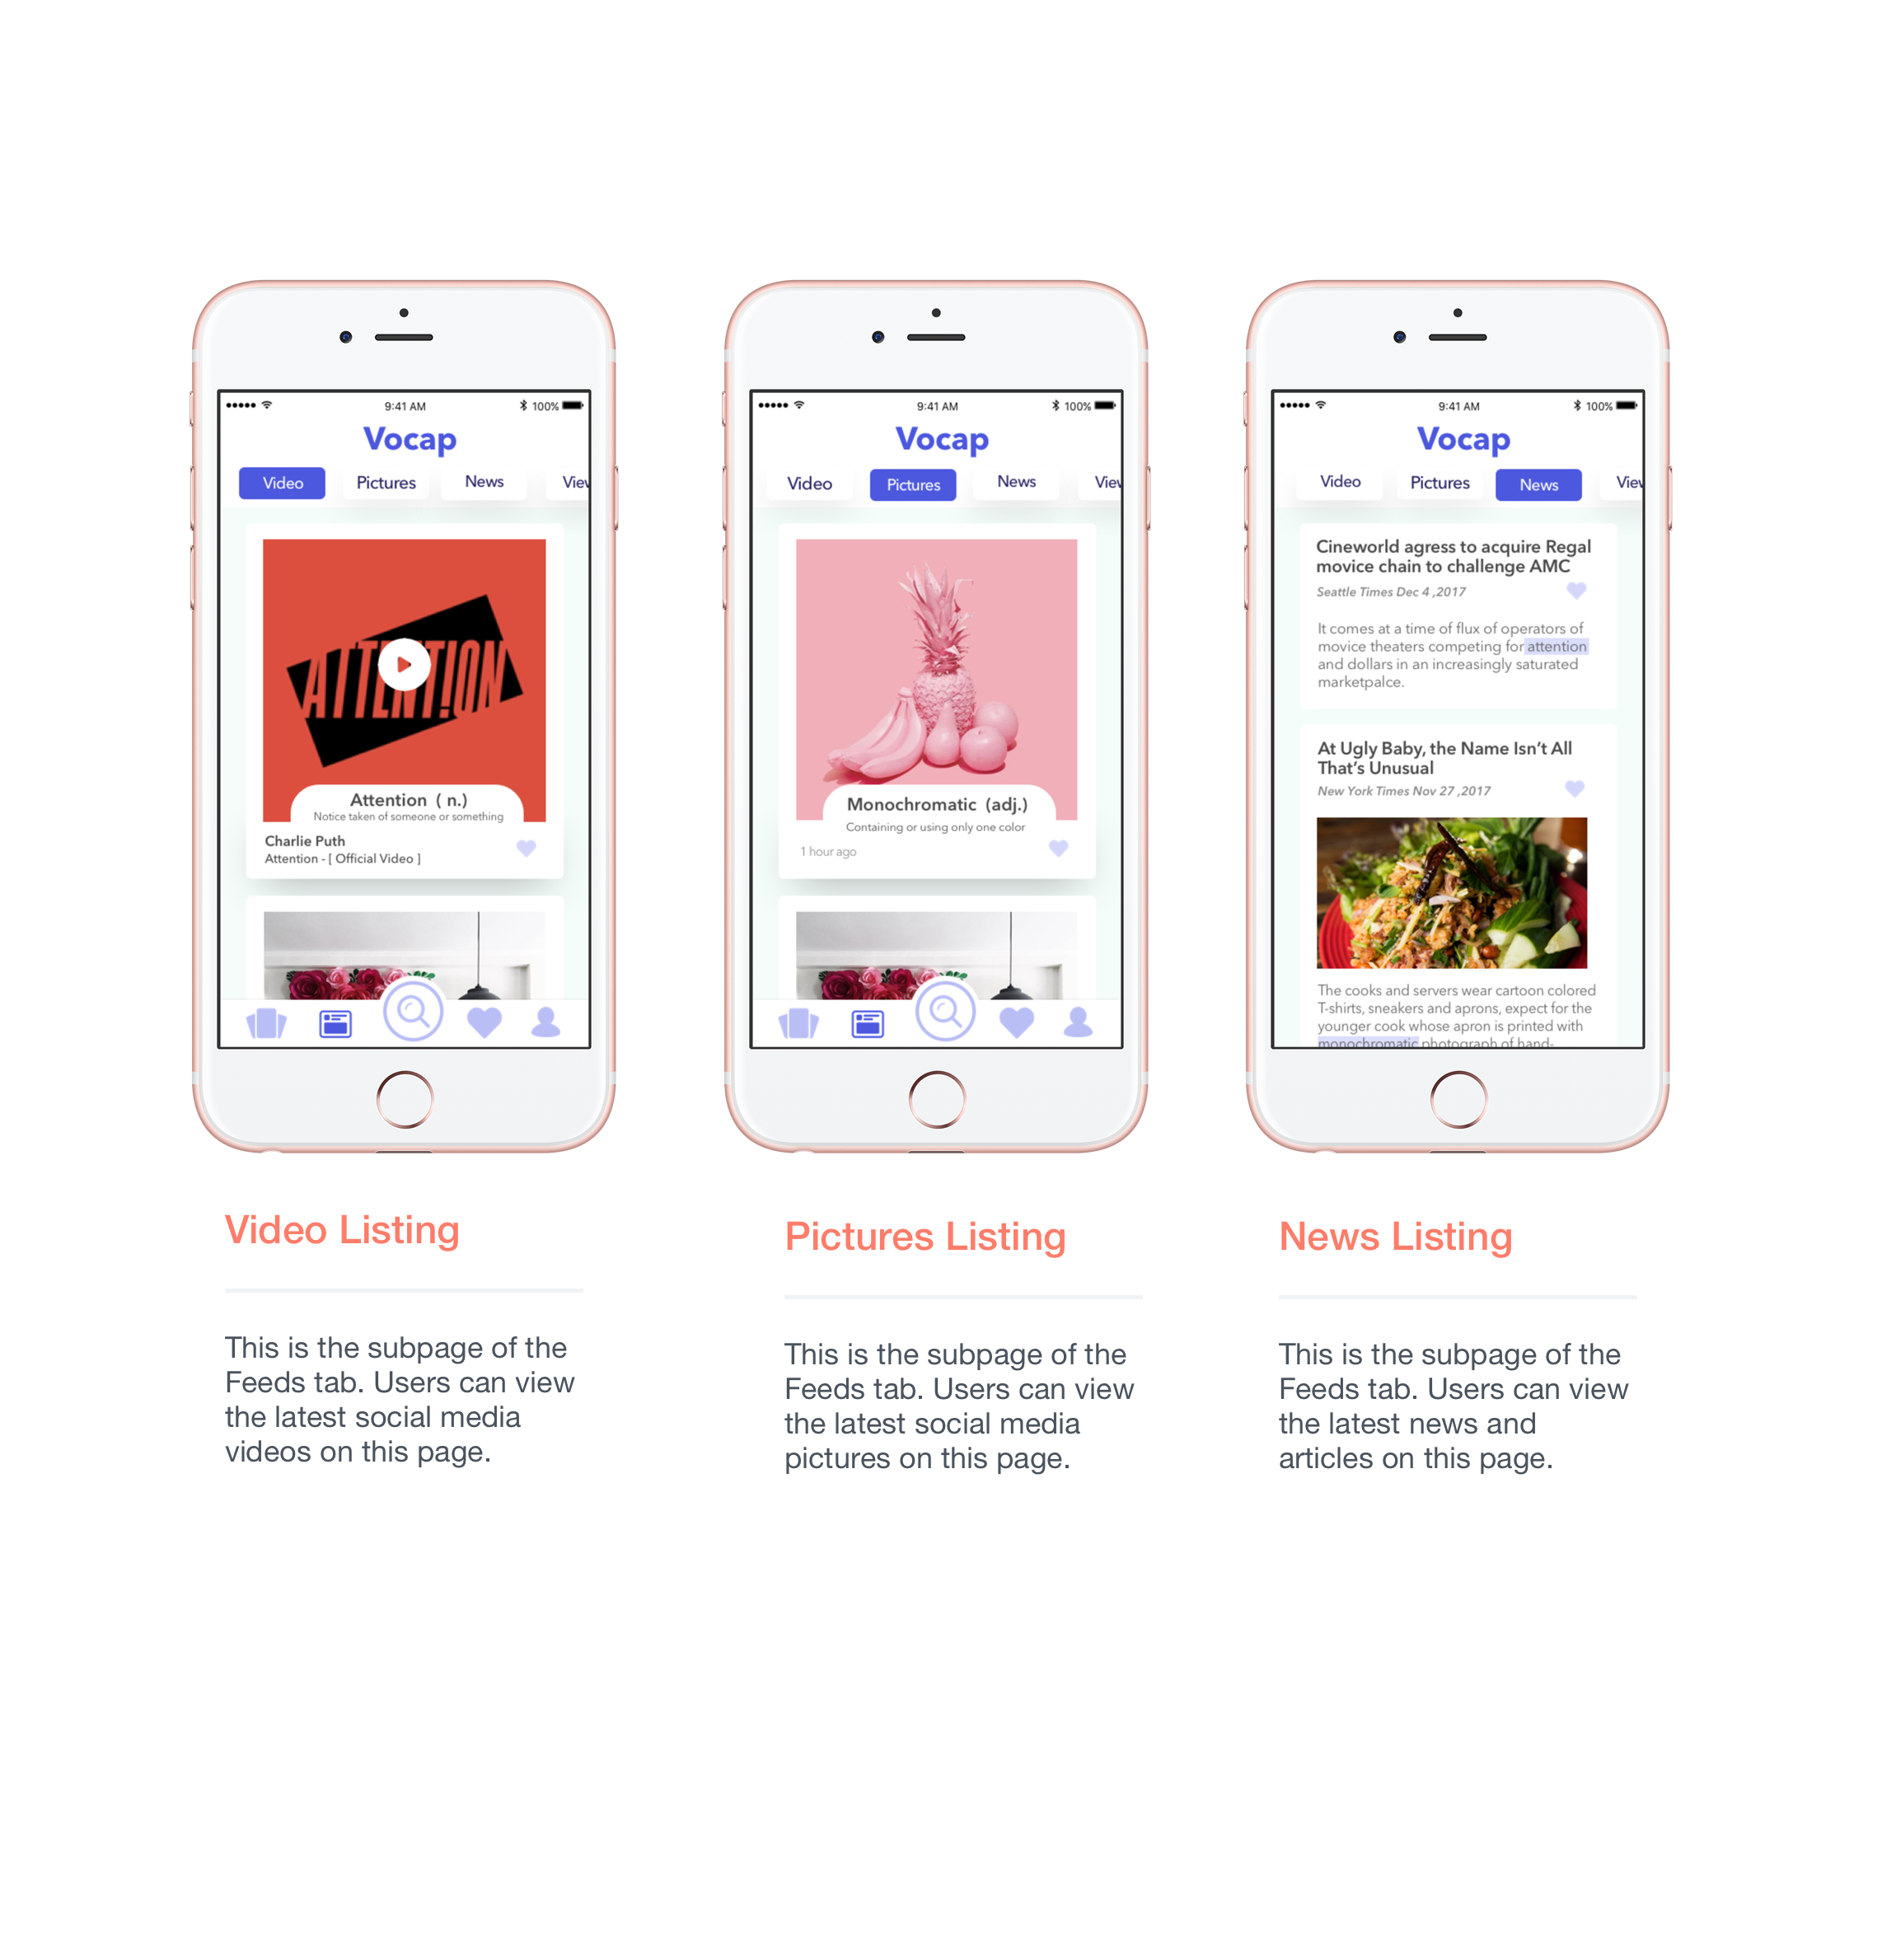 9:41 AM
100%
Vocap
Video
Pictures
News
View
ATTENT!ON
Attention ( n.)
Notice taken of someone or something
Charlie Puth
Attention - [ Official Video ]
9:41 AM
100%
Vocap
Video
Pictures
News
View
Monochromatic (adj.)
Containing or using only one color
1 hour ago
9:41 AM
100%
Vocap
Video
Pictures
News
View
Cineworld agress to acquire Regal
movice chain to challenge AMC
Seattle Times Dec 4 ,2017
It comes at a time of flux of operators of
movice theaters competing for attention
and dollars in an increasingly saturated
marketpalce.
At Ugly Baby, the Name Isn’t All
That’s Unusual
New York Times Nov 27 ,2017
The cooks and servers wear cartoon colored
T-shirts, sneakers and aprons, expect for the
younger cook whose apron is printed with
monochromatic photograph of hand-
Video Listing
This is the subpage of the
Feeds tab. Users can view
the latest social media
videos on this page.
Pictures Listing
This is the subpage of the
Feeds tab. Users can view
the latest social media
pictures on this page.
News Listing
This is the subpage of the
Feeds tab. Users can view
the latest news and
articles on this page.